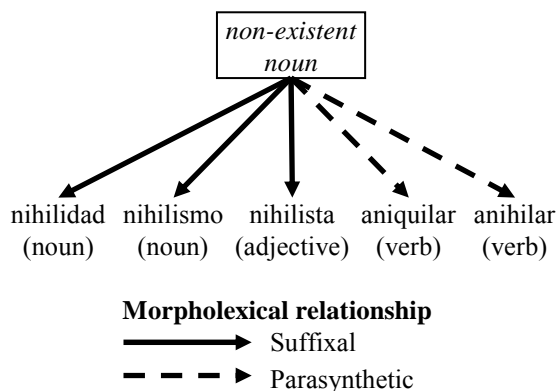 non-existent
noun
nihilidad nihilismo nihilista aniquilar anihilar
(noun) (noun) (adjective) (verb) (verb)
Morpholexical relationship
Suffixal
Parasynthetic